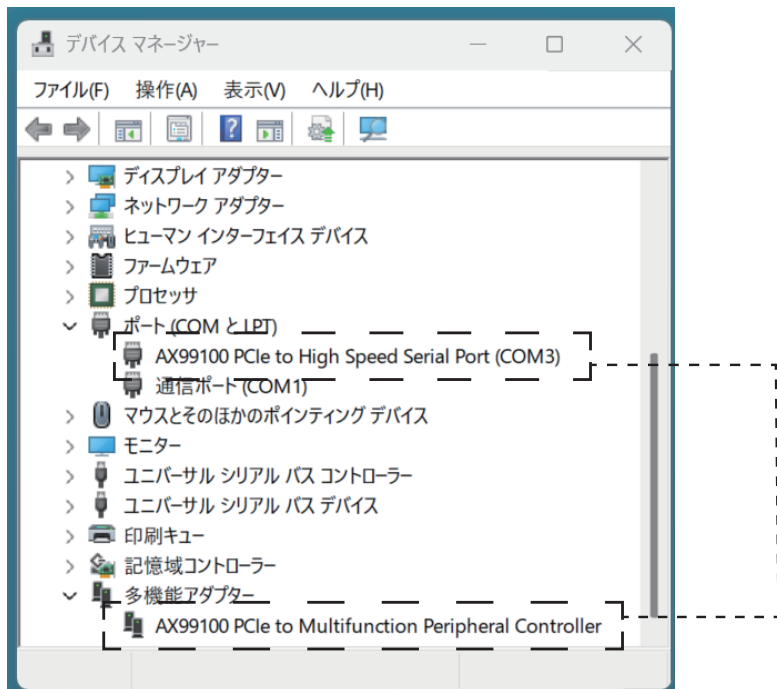 デバイス マネージャー
ファイル(F) 操作(A) 表示(V) ヘルプ(H)
ディスプレイ アダプター
ネットワーク アダプター
ヒューマン インターフェイス デバイス
ファームウェア
プロセッサ
ポート (COM と LPT)
AX99100 PCIe to High Speed Serial Port (COM3)
通信ポート (COM1)
マウスとそのほかのポインティング デバイス
モニター
ユニバーサル シリアル バス コントローラー
ユニバーサル シリアル バス デバイス
印刷キュー
記憶域コントローラー
多機能アダプター
AX99100 PCIe to Multifunction Peripheral Controller